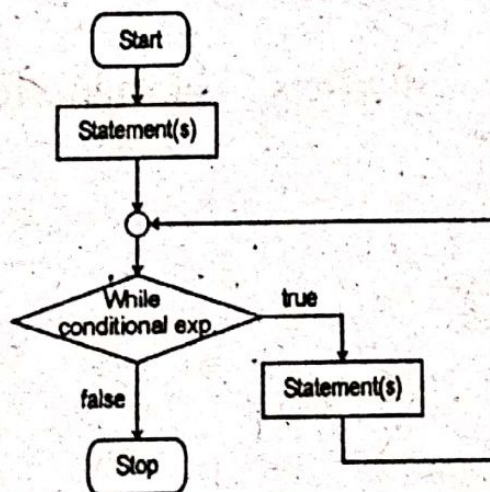 Start
Statement(s)
While
conditional exp.
true
Statement(s)
false
Stop